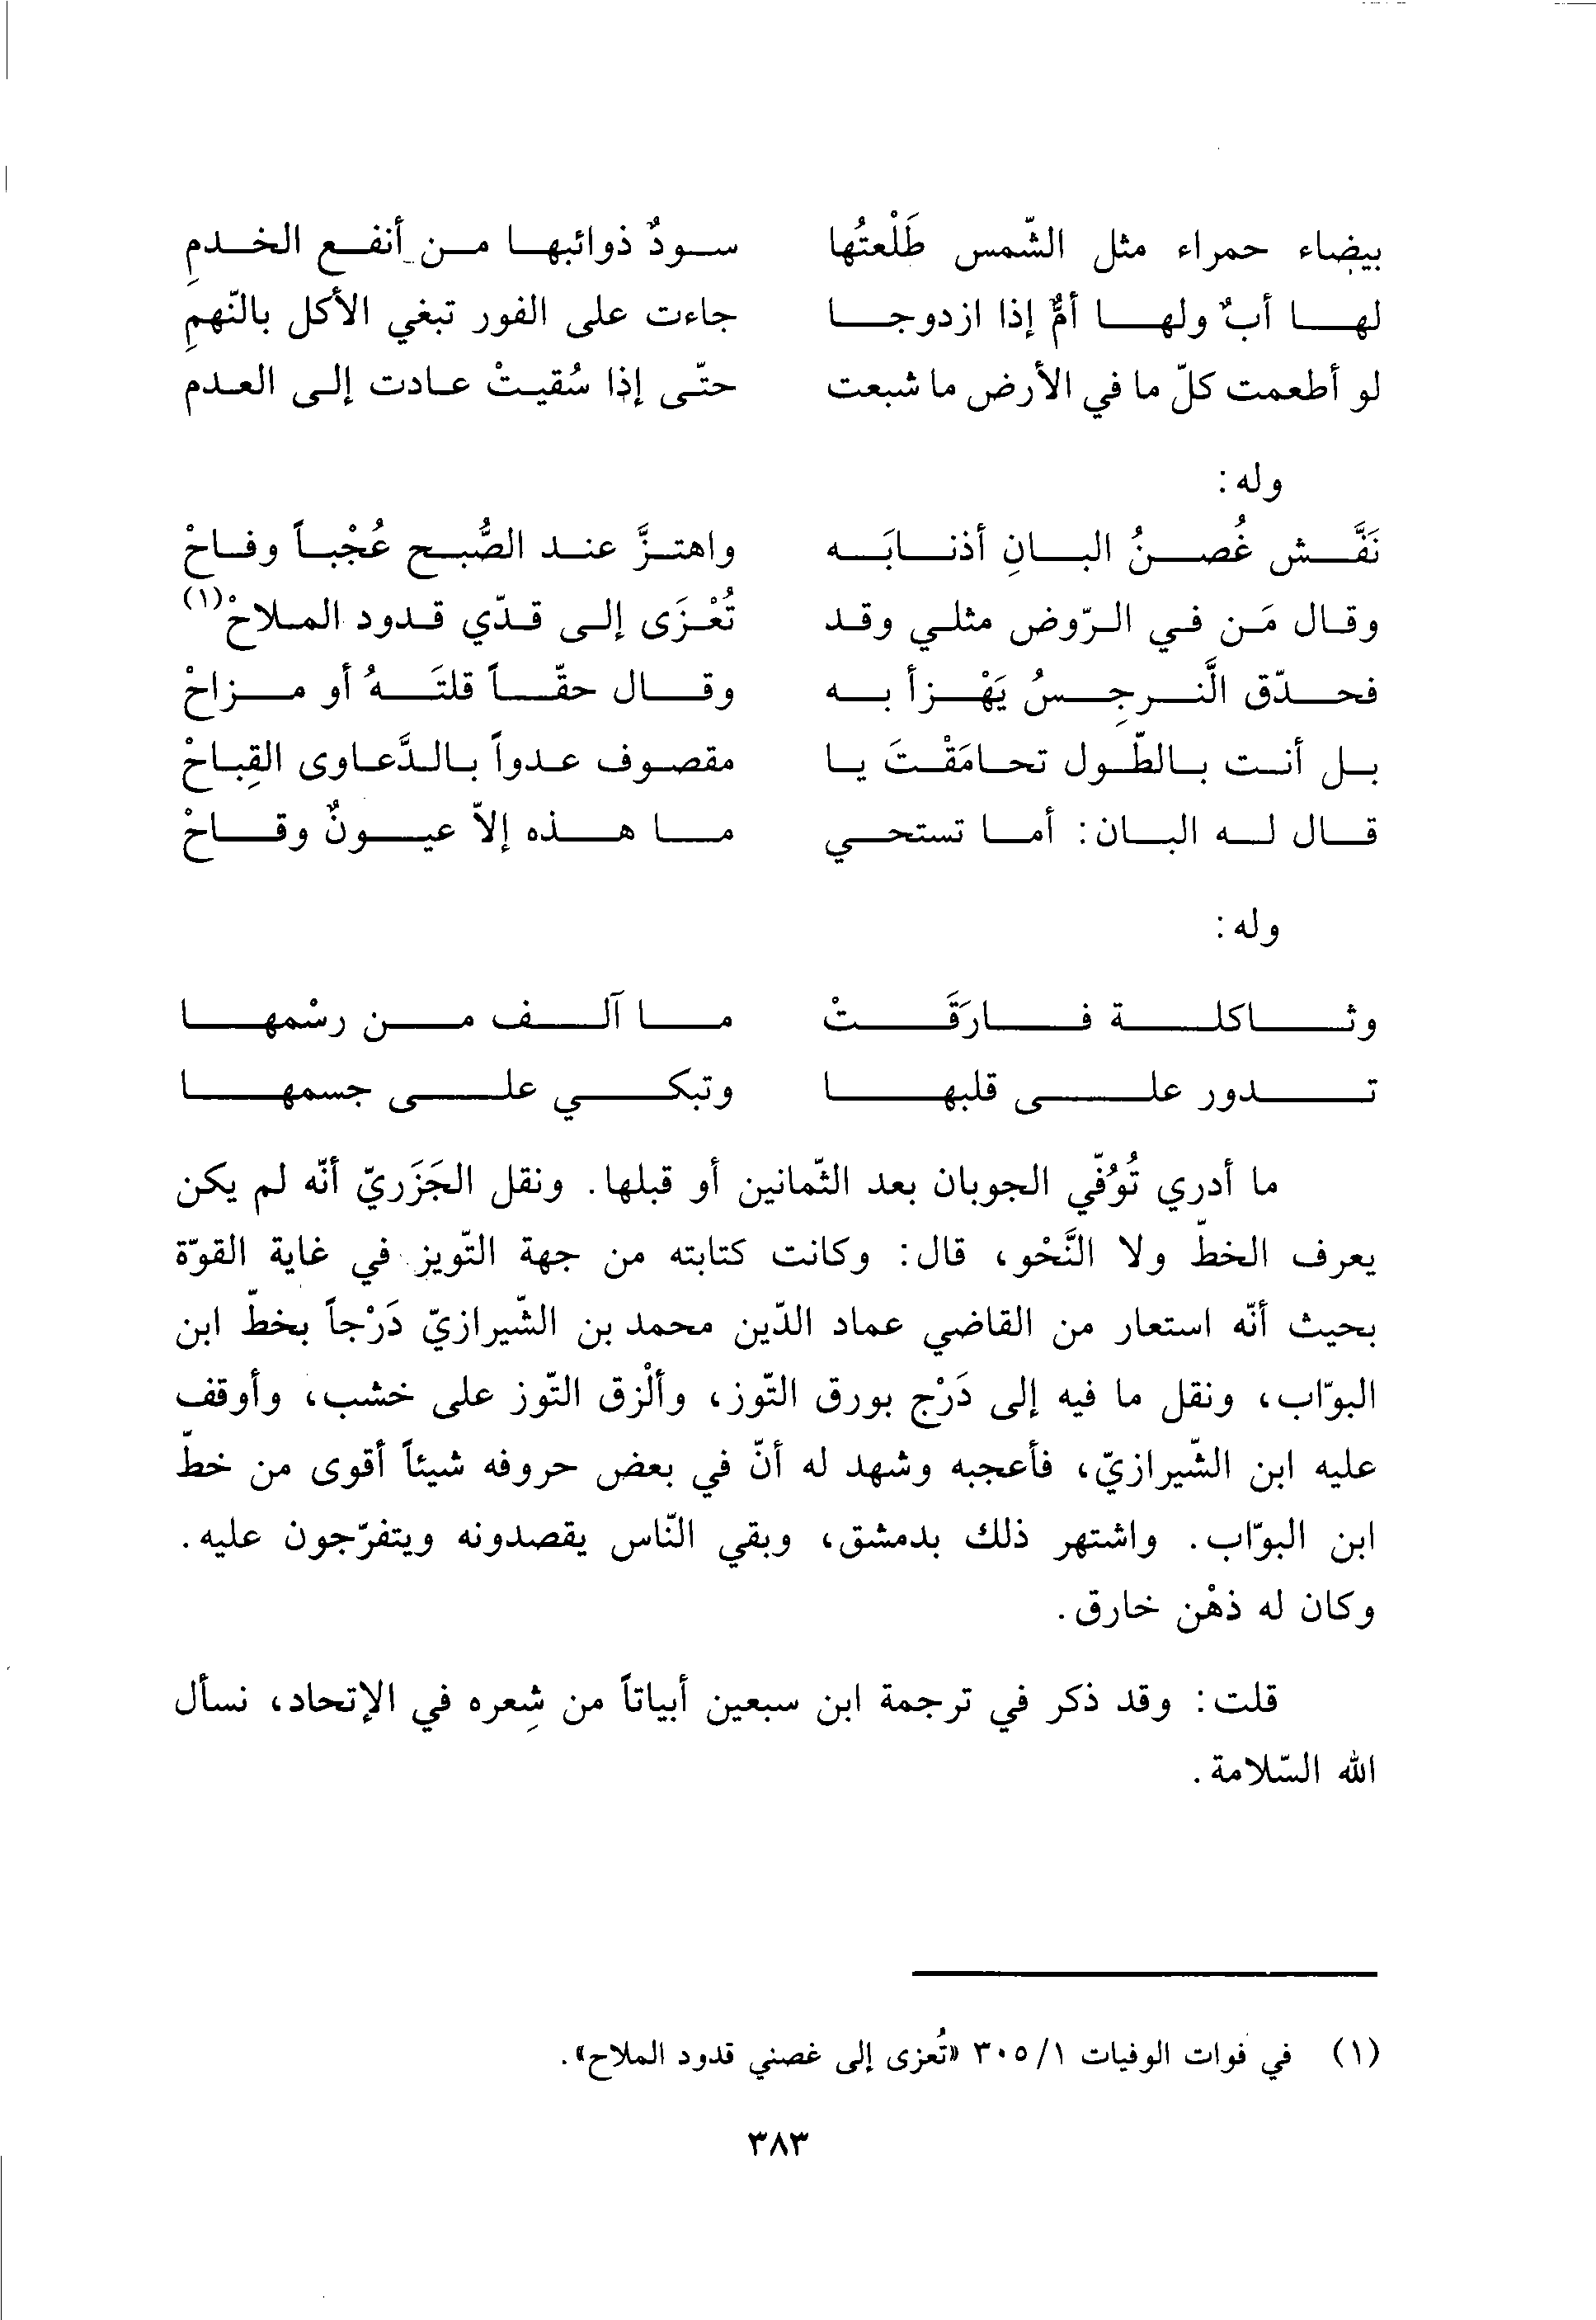 بيضاء حمراء مثل الشّمس طَلْعتُها سودٌ ذوائبها من أنفع الخدمِ
لها أبٌ ولها أمٌّ إذا ازدوجا جاءت على الفور تبغي الأكل بالنّهمِ
لو أطعمت كلّ ما في الأرض ما شبعت حتّى إذا سُقيتْ عادت إلى العدم
وله:
نَقَّش غُصنُ البانِ أذنابَه واهتزَّ عند الصُّبح عُجْباً وفاحْ
وقال مَن في الرّوض مثلي وقد تُعْزَى إلى قدّي قدود الملاحْ(١)
فحدّق النَّرجِسُ يَهْزأ به وقال حقّاً قلتَهُ أو مزاحْ
بل أنت بالطّول تحامَقْتَ يا مقصوف عدواً بالدَّعاوى القِباحْ
قال له البان: أما تستحي ما هذه إلاّ عيونٌ وقاحْ
وله:
وثاكلة فارَقَتْ ما آلف من رسْمها
تدور على قلبها وتبكي على جسمها
ما أدري تُوُفّي الجوبان بعد الثّمانين أو قبلها. ونقل الجَزَريّ أنّه لم يكن
يعرف الخطّ ولا النَّحْو، قال: وكانت كتابته من جهة التّويز في غاية القوّة
بحيث أنّه استعار من القاضي عماد الدّين محمد بن الشّيرازيّ دَرْجاً بخطّ ابن
البوّاب، ونقل ما فيه إلى دَرْج بورق التّوز، وألْزق التّوز على خشب، وأوقف
عليه ابن الشّيرازيّ، فأعجبه وشهد له أنّ في بعض حروفه شيئاً أقوى من خطّ
ابن البوّاب. واشتهر ذلك بدمشق، وبقي النّاس يقصدونه ويتفرّجون عليه.
وكان له ذهْن خارق.
قلت: وقد ذكر في ترجمة ابن سبعين أبياتاً من شِعره في الإتحاد، نسأل
الله السّلامة.
(١) في فوات الوفيات ٣٠٥/١ «تُعزى إلى غصني قدود الملاح».
٣٨٣